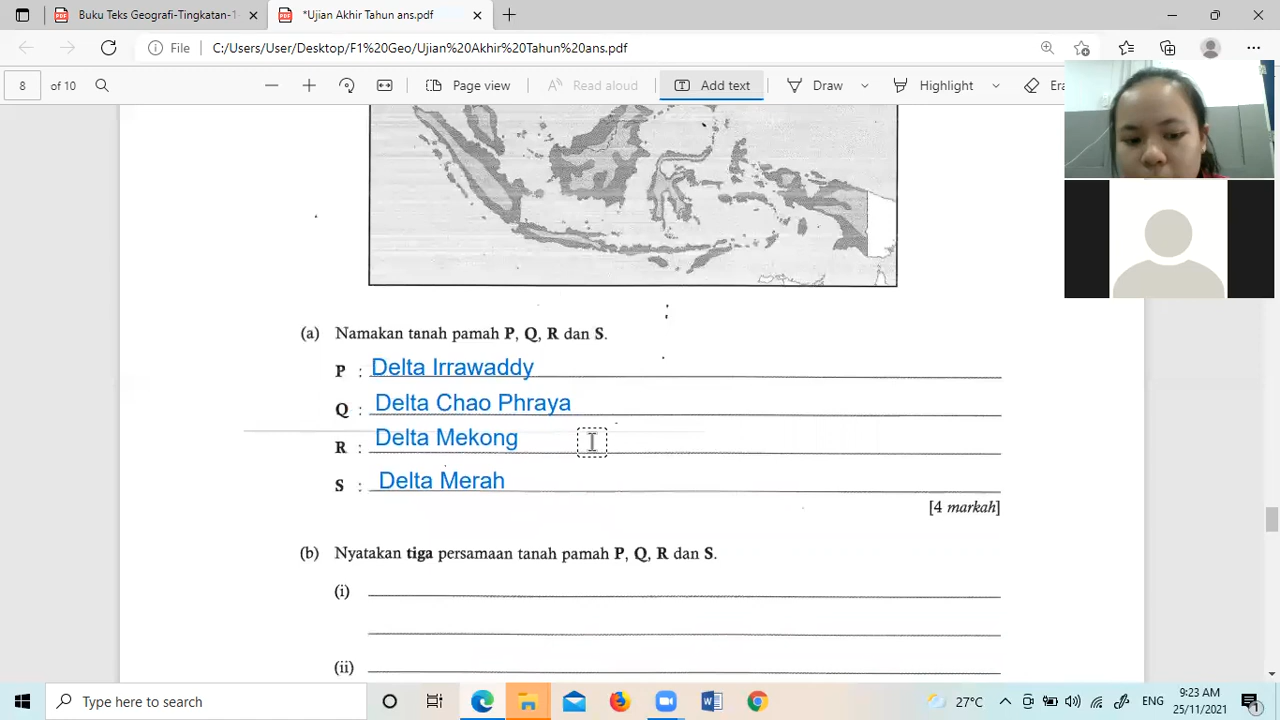 Buku Teks Geografi-Tingkatan-1
*Ujian Akhir Tahun ans.pdf
File
C:/Users/User/Desktop/F1%20Geo/Ujian%20Akhir%20Tahun%20ans.pdf
8 of 10
Page view
Read aloud
Add text
Draw
Highlight
Era
(a) Namakan tanah pamah P, Q, R dan S.
P : Delta Irrawaddy
Q : Delta Chao Phraya
R : Delta Mekong
S : Delta Merah
[4 markah]
(b) Nyatakan tiga persamaan tanah pamah P, Q, R dan S.
(i)
(ii)
Type here to search
27°C
ENG
9:23 AM
25/11/2021
1